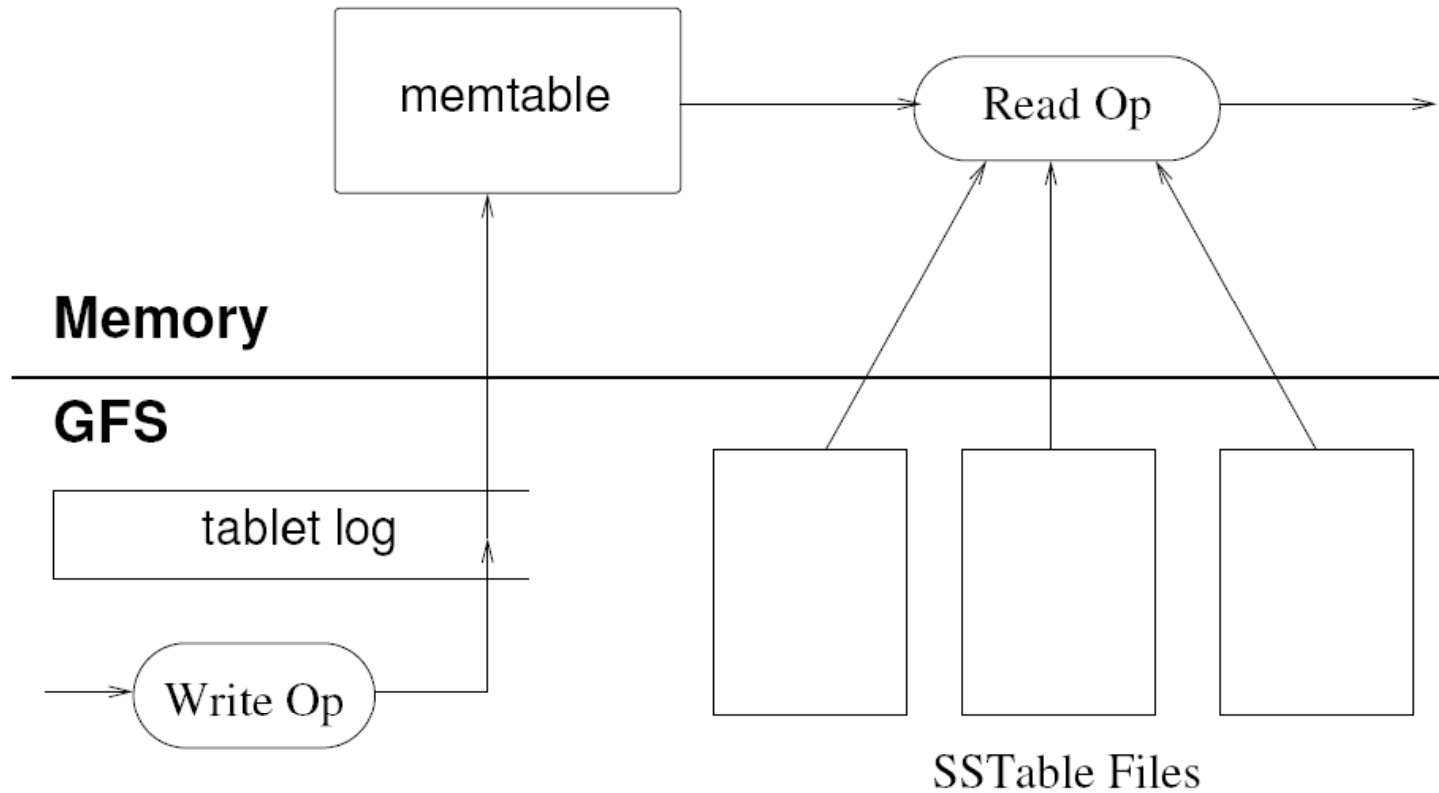 memtable
Read Op
Memory
GFS
tablet log
Write Op
SSTable Files